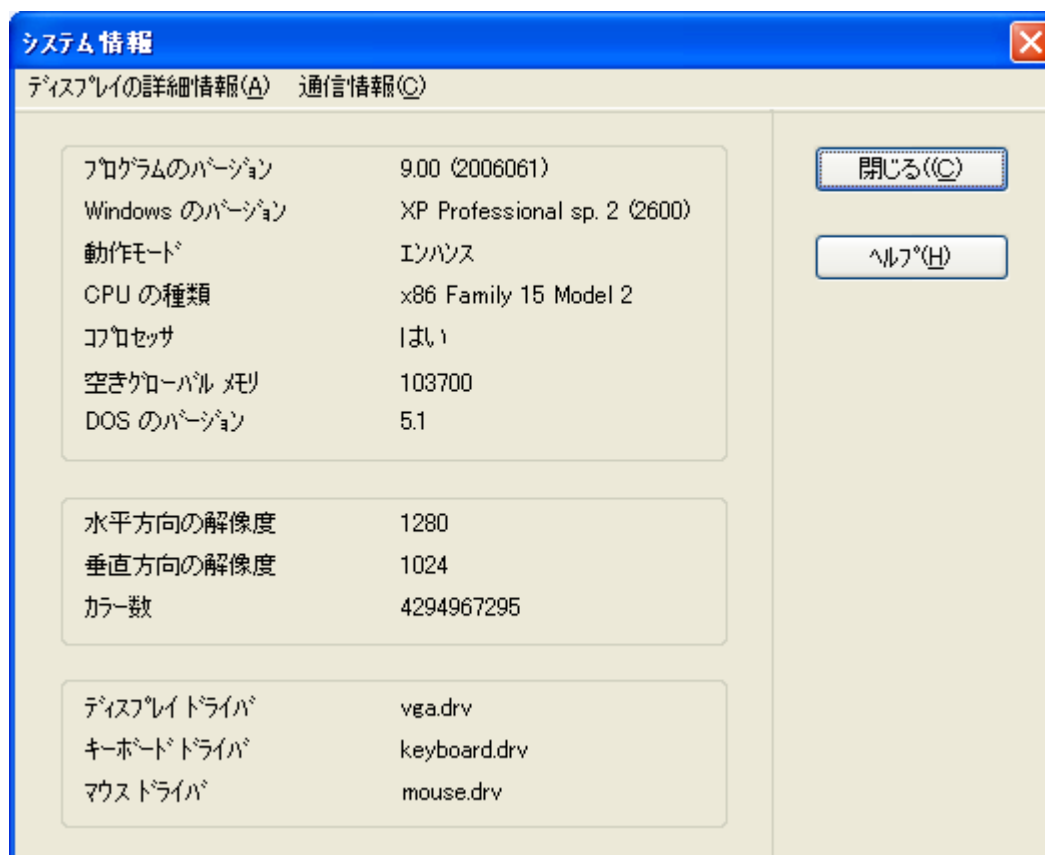 システム情報
ディスプレイの詳細情報(A) 通信情報(C)
プログラムのバージョン 9.00 (2006061)
Windows のバージョン XP Professional sp. 2 (2600)
動作モード エンハンス
CPU の種類 x86 Family 15 Model 2
コプロセッサ はい
空きグローバル メモリ 103700
DOS のバージョン 5.1
水平方向の解像度 1280
垂直方向の解像度 1024
カラー数 4294967295
ディスプレイ ドライバ vga.drv
キーボード ドライバ keyboard.drv
マウス ドライバ mouse.drv
閉じる((C)
ヘルプ(H)